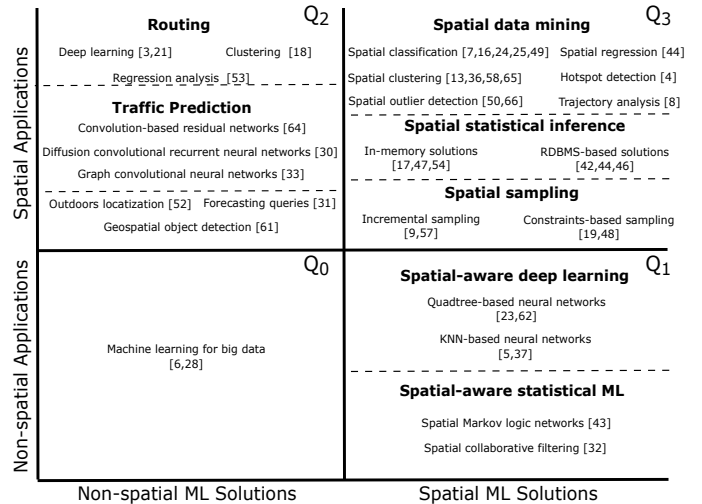 Q2
Routing
Deep learning [3,21] Clustering [18]
Regression analysis [53]
Traffic Prediction
Convolution-based residual networks [64]
Diffusion convolutional recurrent neural networks [30]
Graph convolutional neural networks [33]
Outdoors locatization [52] Forecasting queries [31]
Geospatial object detection [61]
Q3
Spatial data mining
Spatial classification [7,16,24,25,49] Spatial regression [44]
Spatial clustering [13,36,58,65] Hotspot detection [4]
Spatial outlier detection [50,66] Trajectory analysis [8]
Spatial statistical inference
In-memory solutions RDBMS-based solutions
[17,47,54] [42,44,46]
Spatial sampling
Incremental sampling Constraints-based sampling
[9,57] [19,48]
Spatial Applications
Q0
Machine learning for big data
[6,28]
Q1
Spatial-aware deep learning
Quadtree-based neural networks
[23,62]
KNN-based neural networks
[5,37]
Spatial-aware statistical ML
Spatial Markov logic networks [43]
Spatial collaborative filtering [32]
Non-spatial Applications
Non-spatial ML Solutions Spatial ML Solutions